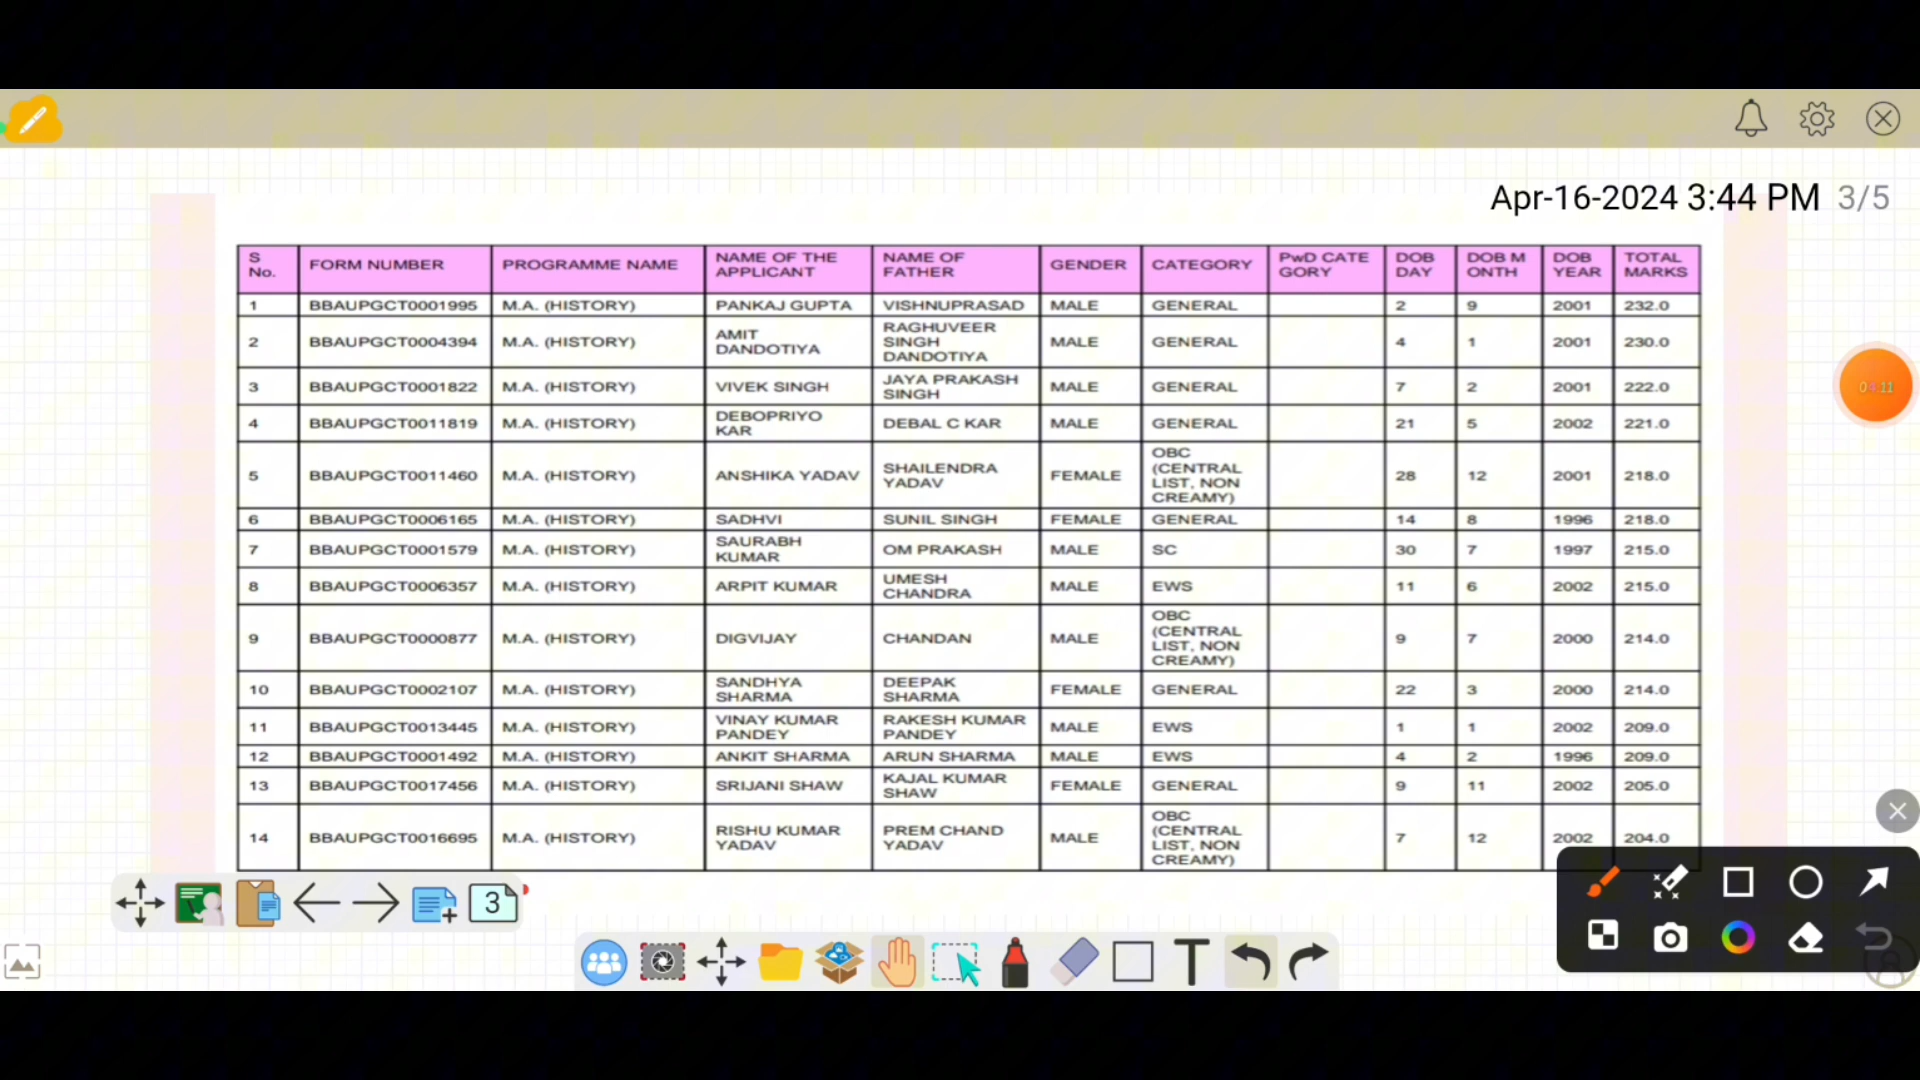 Apr-16-2024 3:44 PM 3/5
S No. FORM NUMBER PROGRAMME NAME NAME OF THE APPLICANT NAME OF FATHER GENDER CATEGORY PwD CATE GORY DOB DAY DOB M ONTH DOB YEAR TOTAL MARKS
1 BBAUPGCT0001995 M.A. (HISTORY) PANKAJ GUPTA VISHNUPRASAD MALE GENERAL 2 9 2001 232.0
2 BBAUPGCT0004394 M.A. (HISTORY) AMIT DANDOTIYA RAGHUVEER SINGH DANDOTIYA MALE GENERAL 4 1 2001 230.0
3 BBAUPGCT0001822 M.A. (HISTORY) VIVEK SINGH JAYA PRAKASH SINGH MALE GENERAL 7 2 2001 222.0
4 BBAUPGCT0011819 M.A. (HISTORY) DEBOPRIYO KAR DEBAL C KAR MALE GENERAL 21 5 2002 221.0
5 BBAUPGCT0011460 M.A. (HISTORY) ANSHIKA YADAV SHAILENDRA YADAV FEMALE OBC (CENTRAL LIST, NON CREAMY) 28 12 2001 218.0
6 BBAUPGCT0006165 M.A. (HISTORY) SADHVI SUNIL SINGH FEMALE GENERAL 14 8 1996 218.0
7 BBAUPGCT0001579 M.A. (HISTORY) SAURABH KUMAR OM PRAKASH MALE SC 30 7 1997 215.0
8 BBAUPGCT0006357 M.A. (HISTORY) ARPIT KUMAR UMESH CHANDRA MALE EWS 11 6 2002 215.0
9 BBAUPGCT0000877 M.A. (HISTORY) DIGVIJAY CHANDAN MALE OBC (CENTRAL LIST, NON CREAMY) 9 7 2000 214.0
10 BBAUPGCT0002107 M.A. (HISTORY) SANDHYA SHARMA DEEPAK SHARMA FEMALE GENERAL 22 3 2000 214.0
11 BBAUPGCT0013445 M.A. (HISTORY) VINAY KUMAR PANDEY RAKESH KUMAR PANDEY MALE EWS 1 1 2002 209.0
12 BBAUPGCT0001492 M.A. (HISTORY) ANKIT SHARMA ARUN SHARMA MALE EWS 4 2 1996 209.0
13 BBAUPGCT0017456 M.A. (HISTORY) SRIJANI SHAW KAJAL KUMAR SHAW FEMALE GENERAL 9 11 2002 205.0
14 BBAUPGCT0016695 M.A. (HISTORY) RISHU KUMAR YADAV PREM CHAND YADAV MALE OBC (CENTRAL LIST, NON CREAMY) 7 12 2002 204.0
04:11
3
T